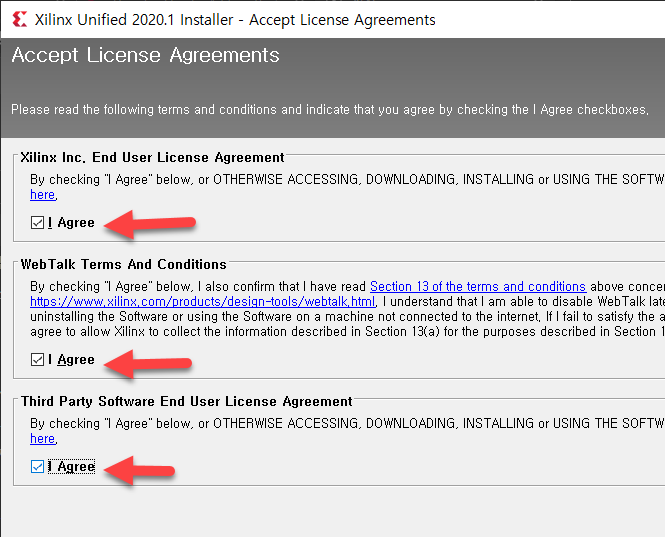 Xilinx Unified 2020.1 Installer - Accept License Agreements
Accept License Agreements
Please read the following terms and conditions and indicate that you agree by checking the I Agree checkboxes.
Xilinx Inc. End User License Agreement
By checking "I Agree" below, or OTHERWISE ACCESSING, DOWNLOADING, INSTALLING or USING THE SOFTW
here.
I Agree
WebTalk Terms And Conditions
By checking "I Agree" below, I also confirm that I have read Section 13 of the terms and conditions above concer
https://www.xilinx.com/products/design-tools/webtalk.html. I understand that I am able to disable WebTalk late
uninstalling the Software or using the Software on a machine not connected to the internet. If I fail to satisfy the a
agree to allow Xilinx to collect the information described in Section 13(a) for the purposes described in Section 1
I Agree
Third Party Software End User License Agreement
By checking "I Agree" below, or OTHERWISE ACCESSING, DOWNLOADING, INSTALLING or USING THE SOFTW
here.
I Agree